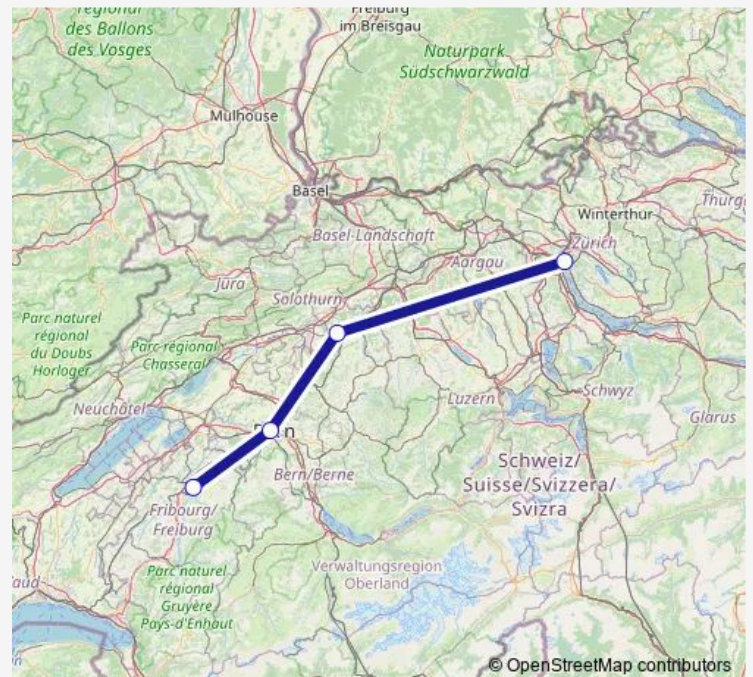 régional
des Ballons
des Vosges
Freiburg
im Breisgau
Naturpark
Südschwarzwald
Mulhouse
Basel
Winterthur
Basel-Landschaft
Zürich
Aargau
Jura
Solothurn
Parc naturel
régional
du Doubs
Horloger
Parc régional
Chasseral
Luzern
Schwyz
Neuchâtel
Glarus
Bern/Berne
Schweiz/
Suisse/Svizzera/
Svizra
Fribourg/
Freiburg
Verwaltungsregion
Oberland
Parc naturel
régional
Gruyère
Pays-d'Enhaut
© OpenStreetMap contributors